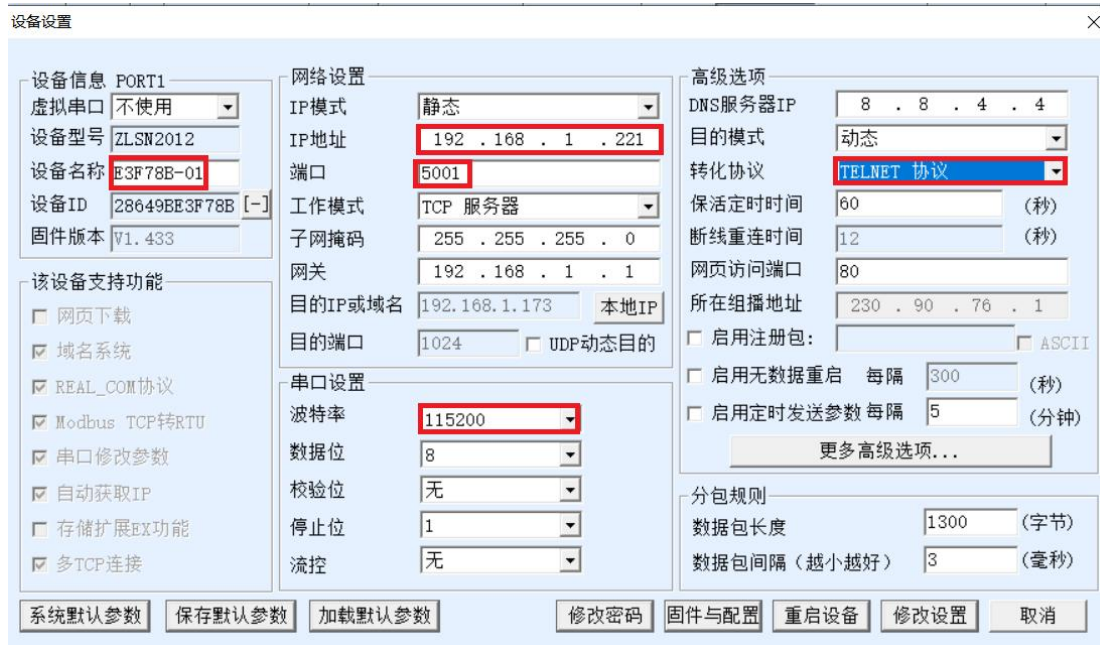 设备设置
设备信息 PORT1
虚拟串口 不使用
设备型号 ZLSN2012
设备名称 E3F78B-01
设备ID 28649BE3F78B [-]
固件版本 V1.433
该设备支持功能
网页下载
域名系统
REAL_COM协议
Modbus TCP转RTU
串口修改参数
自动获取IP
存储扩展EX功能
多TCP连接
网络设置
IP模式 静态
IP地址 192 . 168 . 1 . 221
端口 5001
工作模式 TCP 服务器
子网掩码 255 . 255 . 255 . 0
网关 192 . 168 . 1 . 1
目的IP或域名 192.168.1.173 本地IP
目的端口 1024 UDP动态目的
串口设置
波特率 115200
数据位 8
校验位 无
停止位 1
流控 无
高级选项
DNS服务器IP 8 . 8 . 4 . 4
目的模式 动态
转化协议 TELNET 协议
保活定时时间 60 (秒)
断线重连时间 12 (秒)
网页访问端口 80
所在组播地址 230 . 90 . 76 . 1
启用注册包: ASCII
启用无数据重启 每隔 300 (秒)
启用定时发送参数 每隔 5 (分钟)
更多高级选项...
分包规则
数据包长度 1300 (字节)
数据包间隔(越小越好) 3 (毫秒)
系统默认参数 保存默认参数 加载默认参数 修改密码 固件与配置 重启设备 修改设置 取消